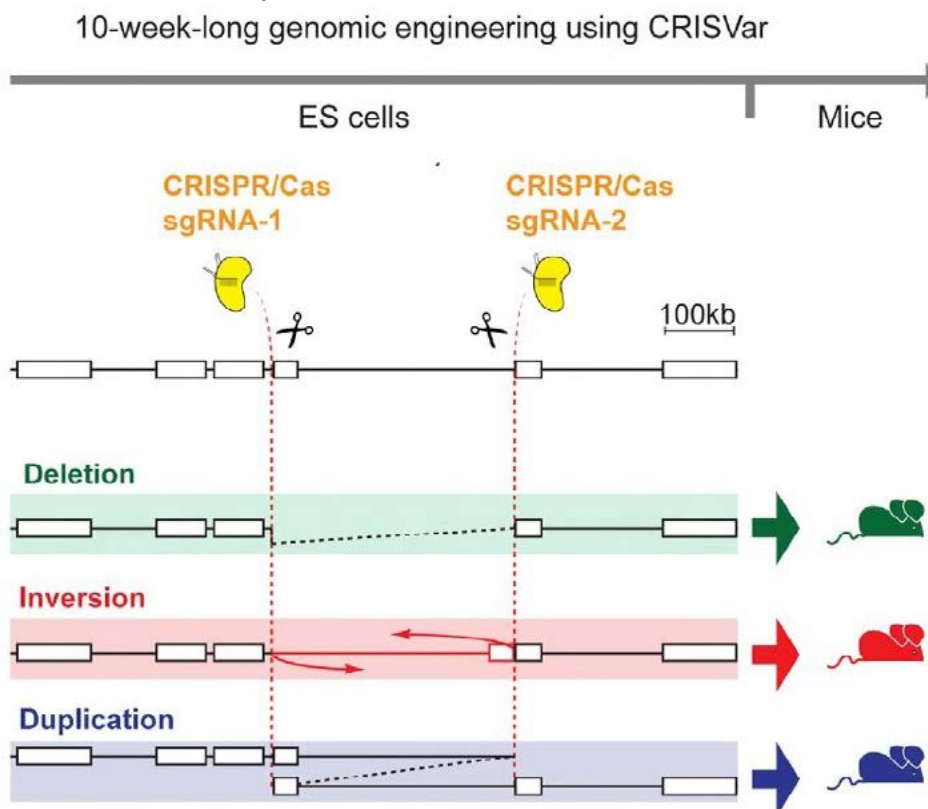 10-week-long genomic engineering using CRISVar
ES cells
Mice
CRISPR/Cas
sgRNA-1
CRISPR/Cas
sgRNA-2
100kb
Deletion
Inversion
Duplication